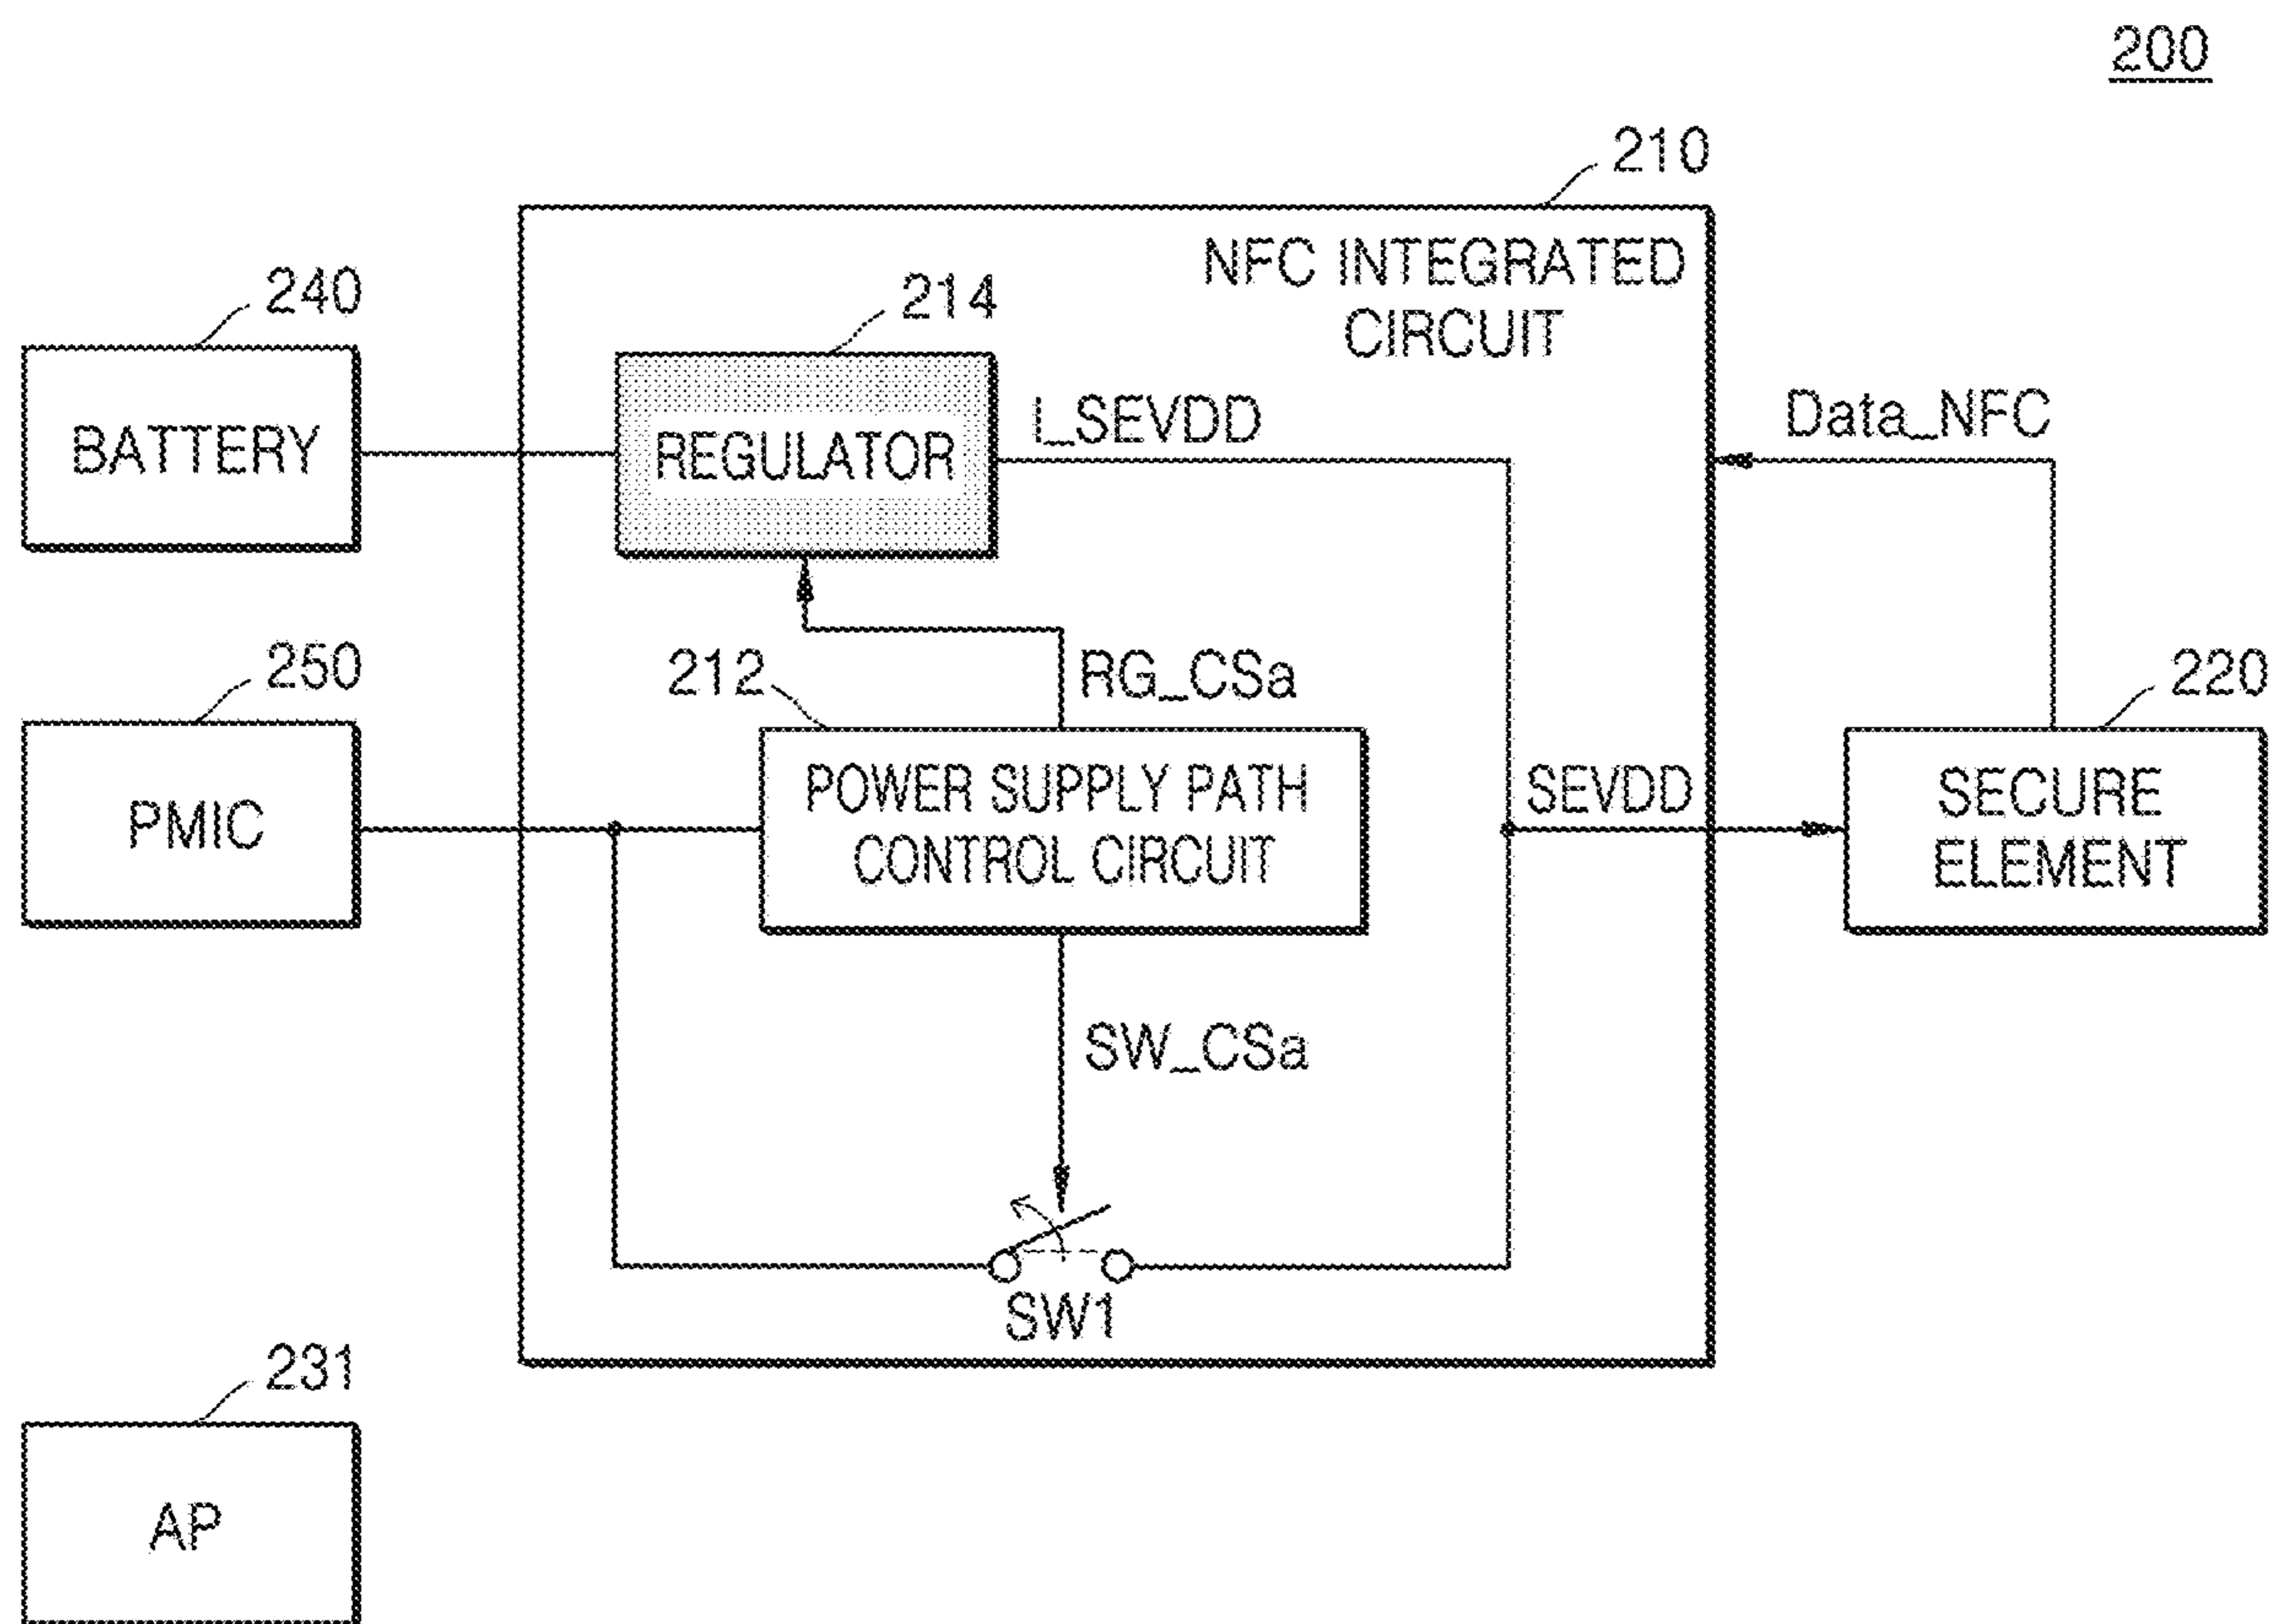 200
210
NFC INTEGRATED
CIRCUIT
240
214
BATTERY
REGULATOR
I_SEVDD
Data_NFC
250
212
RG_CSa
220
PMIC
POWER SUPPLY PATH
CONTROL CIRCUIT
SEVDD
SECURE
ELEMENT
SW_CSa
SW1
231
AP